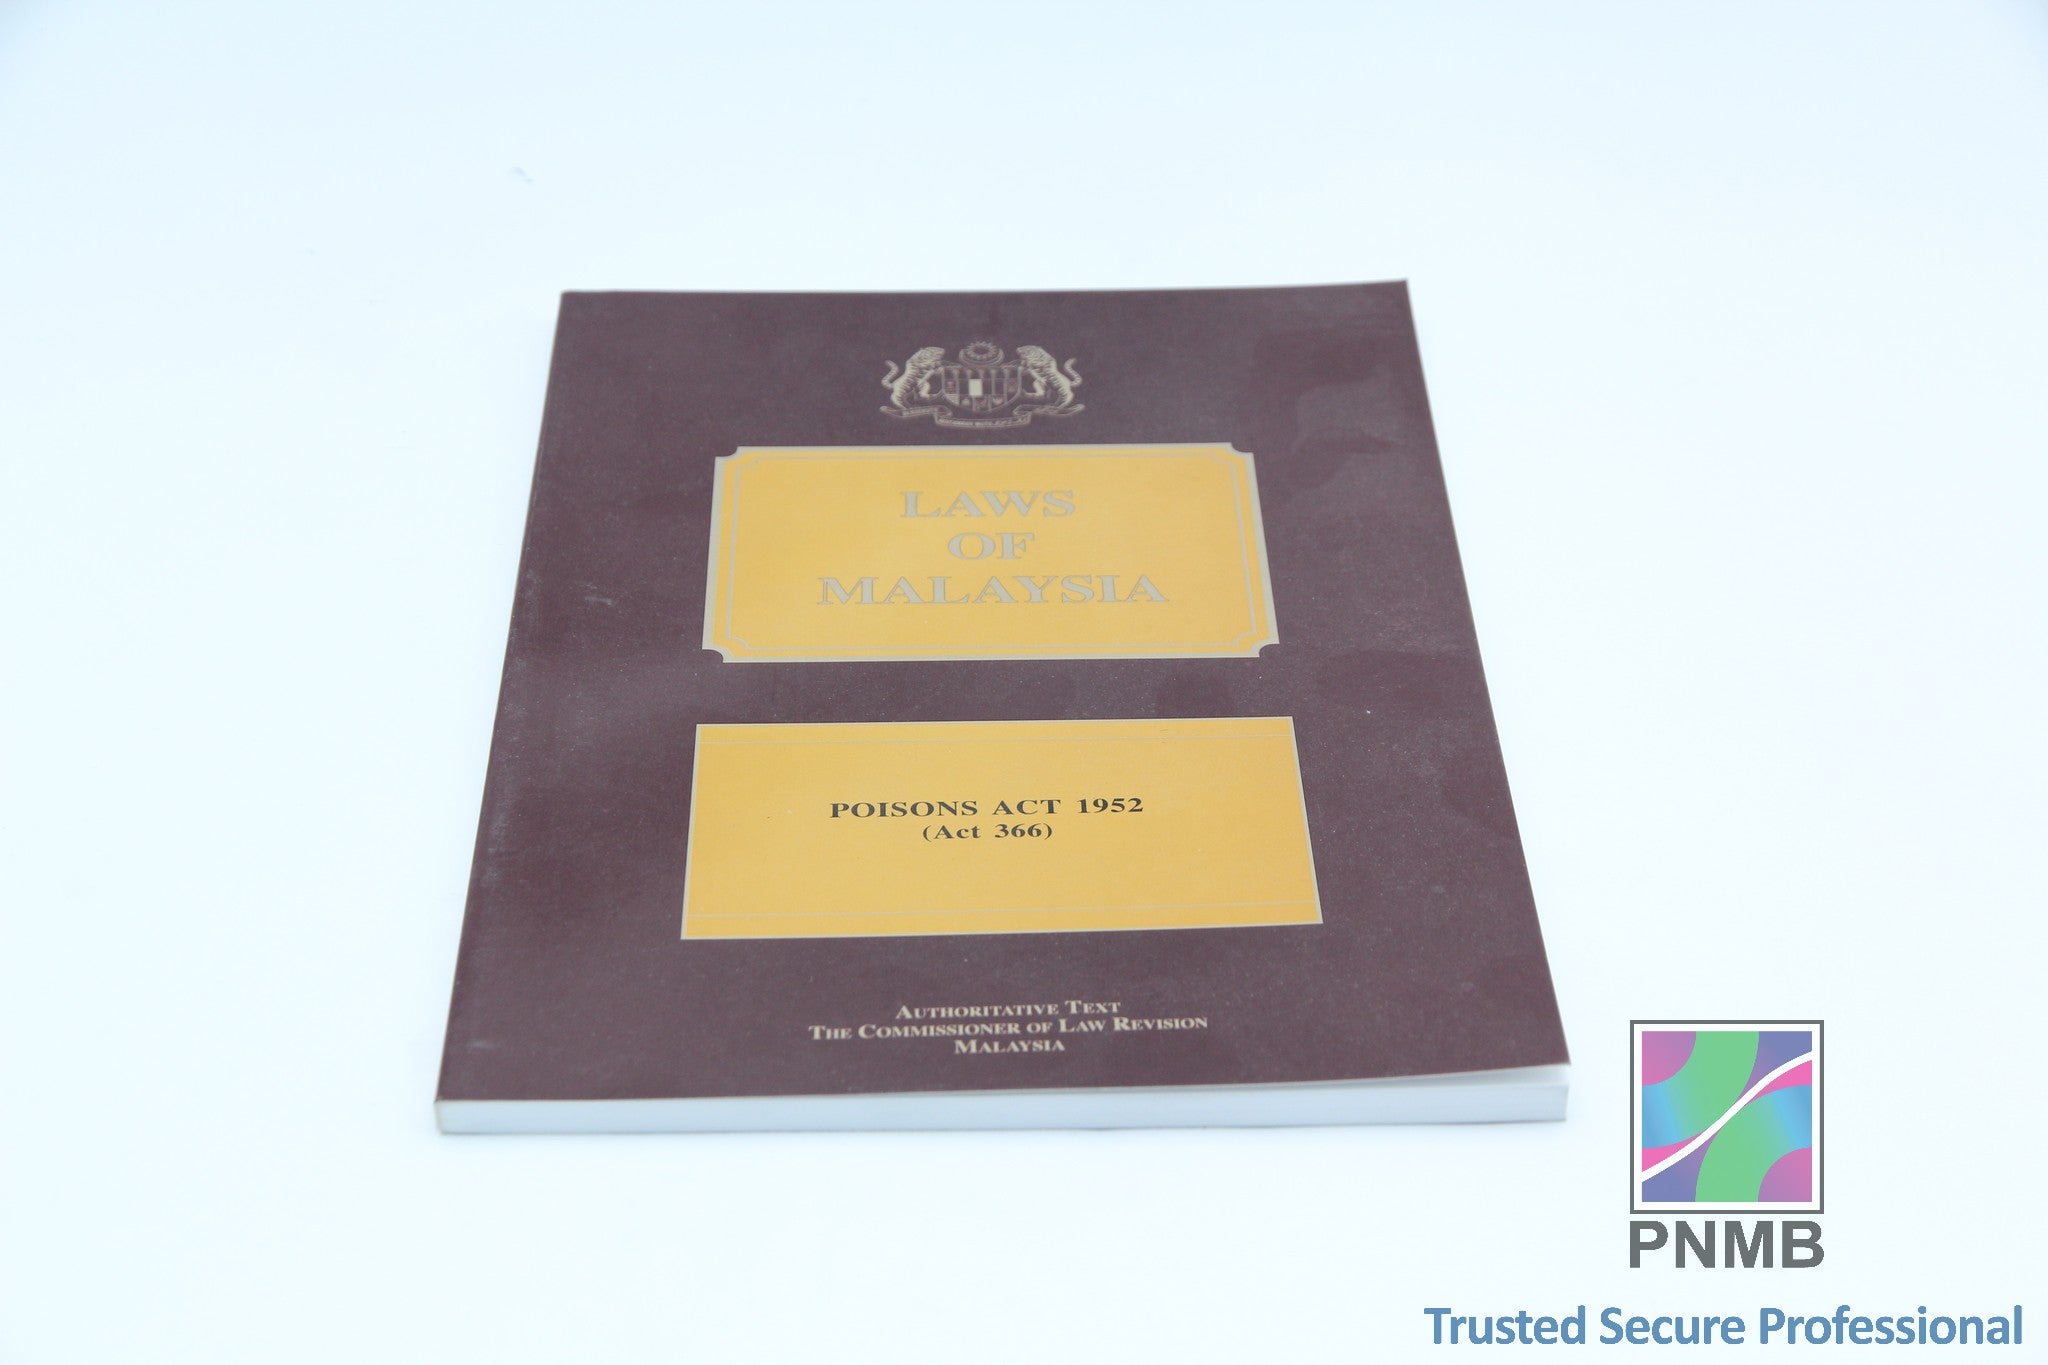 LAWS
OF
MALAYSIA
POISONS ACT 1952
(Act 366)
AUTHORITATIVE TEXT
THE COMMISSIONER OF LAW REVISION
MALAYSIA
PNMB
Trusted Secure Professional